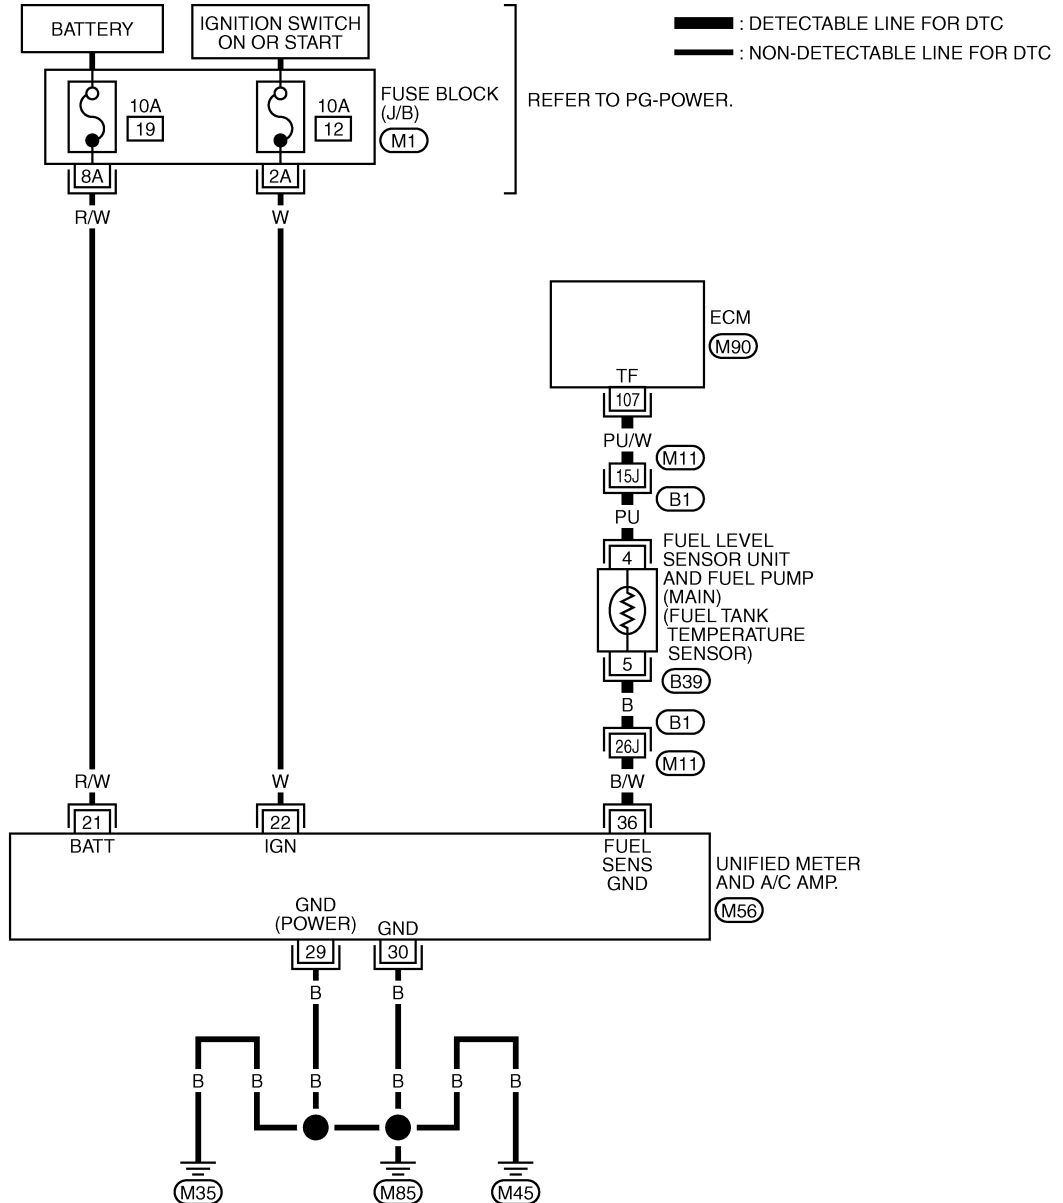 BATTERY
IGNITION SWITCH
ON OR START
: DETECTABLE LINE FOR DTC
: NON-DETECTABLE LINE FOR DTC
10A
19
10A
12
FUSE BLOCK
(J/B)
M1
REFER TO PG-POWER.
8A
2A
R/W
W
ECM
M90
TF
107
PU/W
M11
15J
B1
PU
4
FUEL LEVEL
SENSOR UNIT
AND FUEL PUMP
(MAIN)
(FUEL TANK
TEMPERATURE
SENSOR)
5
B39
B
B1
26J
M11
R/W
W
B/W
21
22
36
BATT
IGN
FUEL
SENS
GND
UNIFIED METER
AND A/C AMP.
M56
GND
(POWER)
GND
29
30
B
B
B
B
B
B
B
B
M35
M85
M45